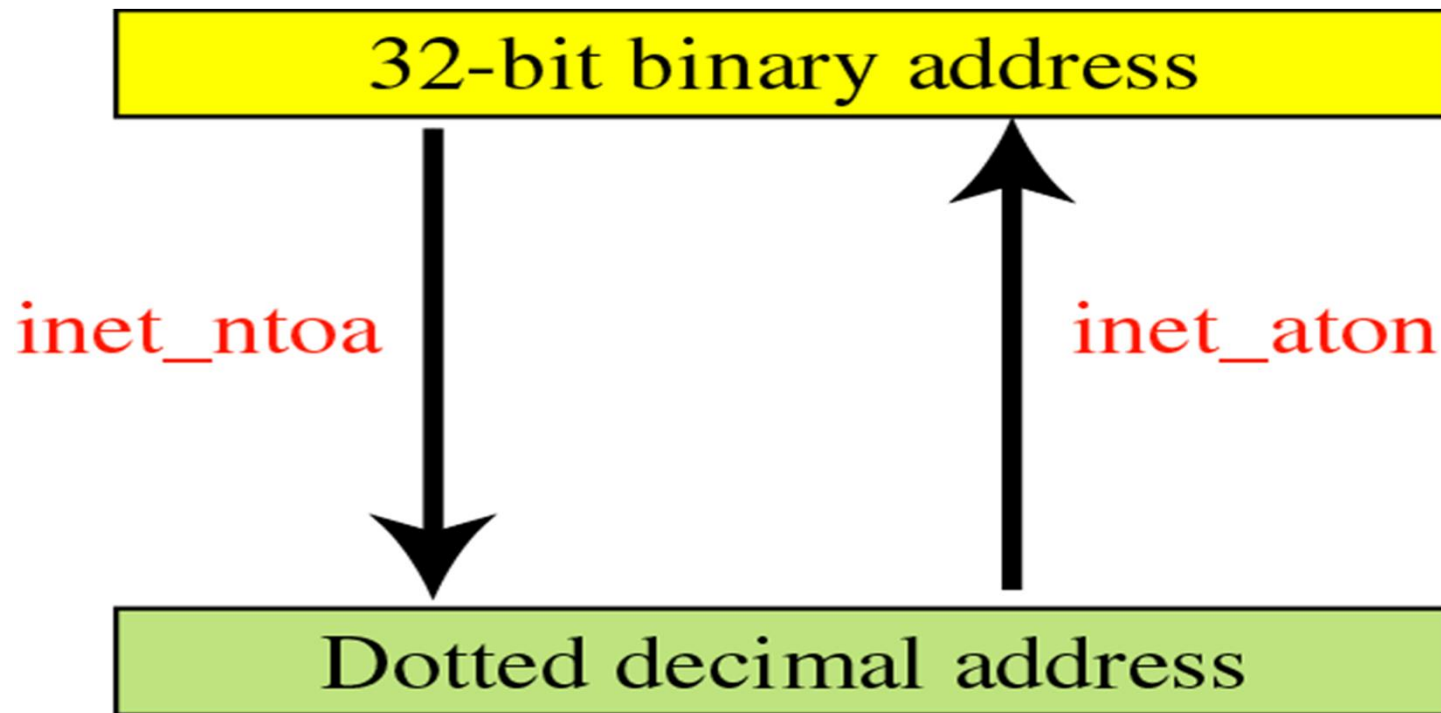 32-bit binary address
inet_ntoa
inet_aton
Dotted decimal address